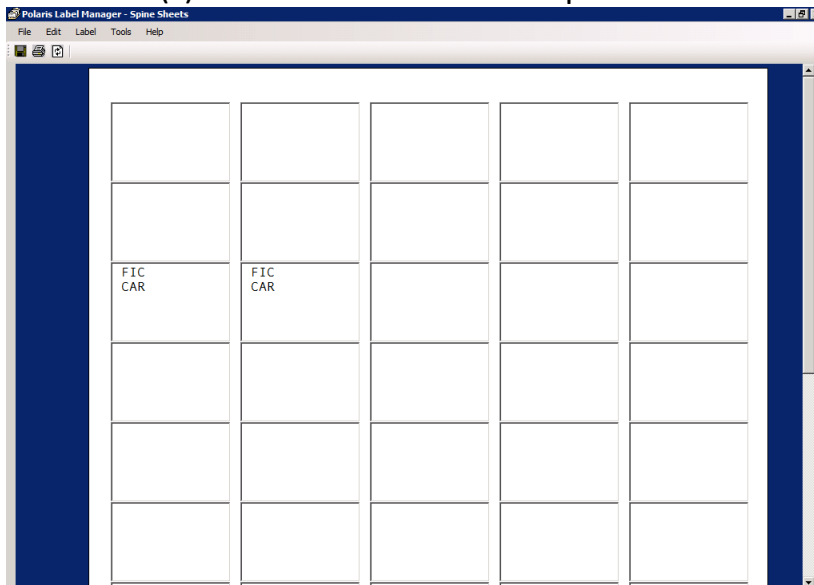 Polaris Label Manager - Spine Sheets
File Edit Label Tools Help
FIC FIC
CAR CAR